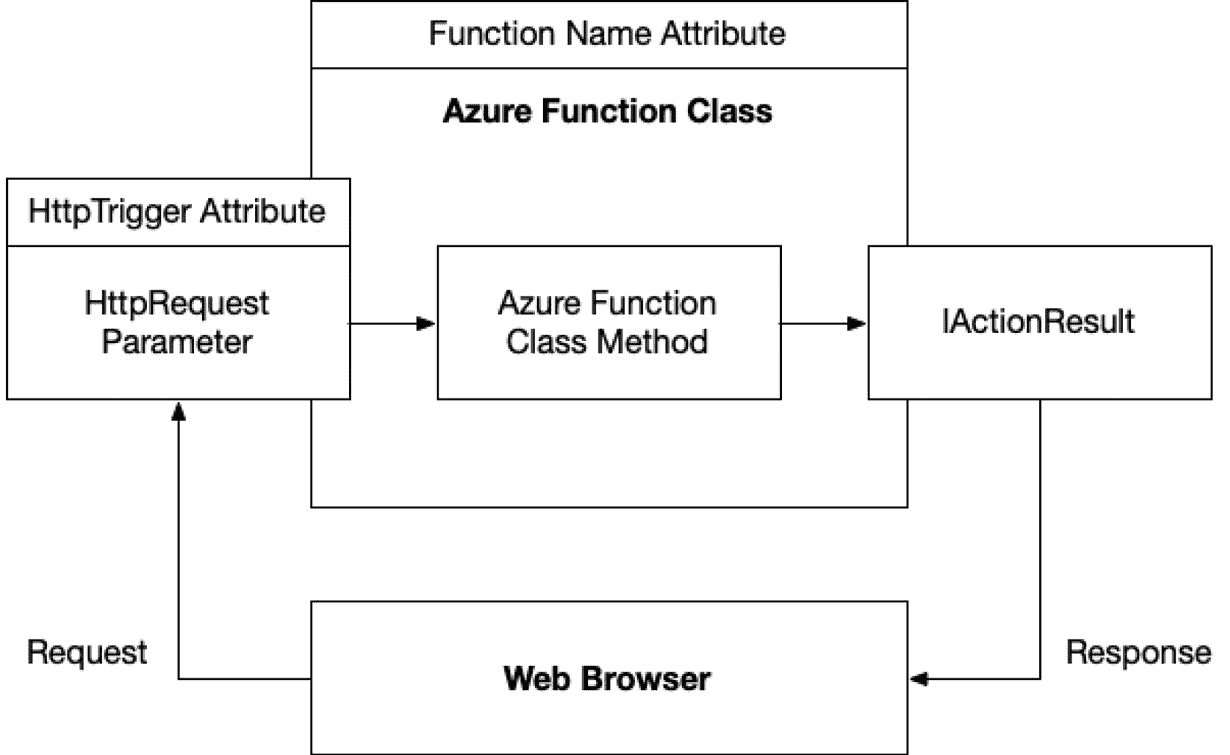 Function Name Attribute
Azure Function Class
HttpTrigger Attribute
HttpRequest
Parameter
Azure Function
Class Method
IActionResult
Request
Web Browser
Response